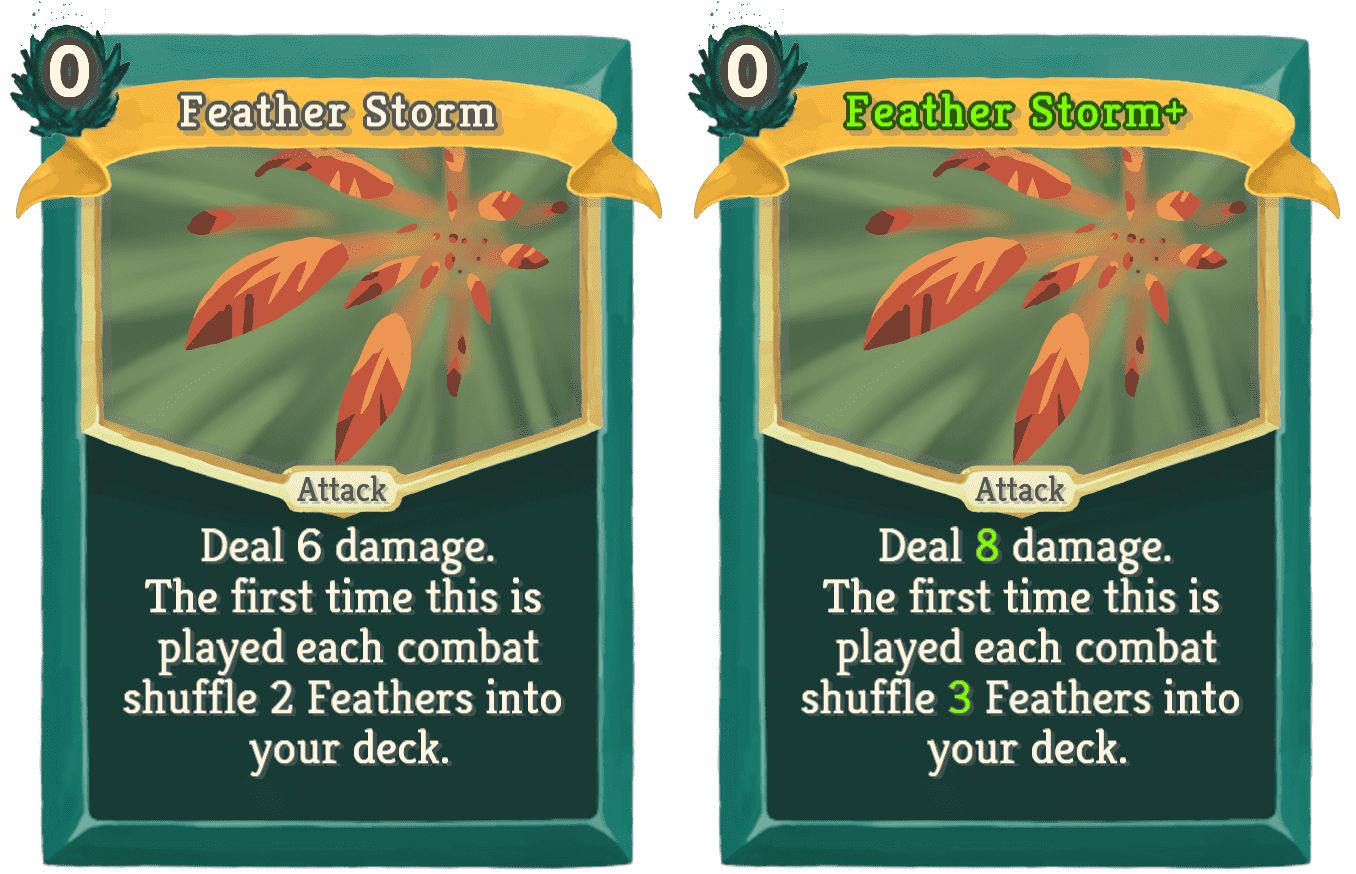 0
Feather Storm
Attack
Deal 6 damage.
The first time this is
played each combat
shuffle 2 Feathers into
your deck.
0
Feather Storm+
Attack
Deal 8 damage.
The first time this is
played each combat
shuffle 3 Feathers into
your deck.